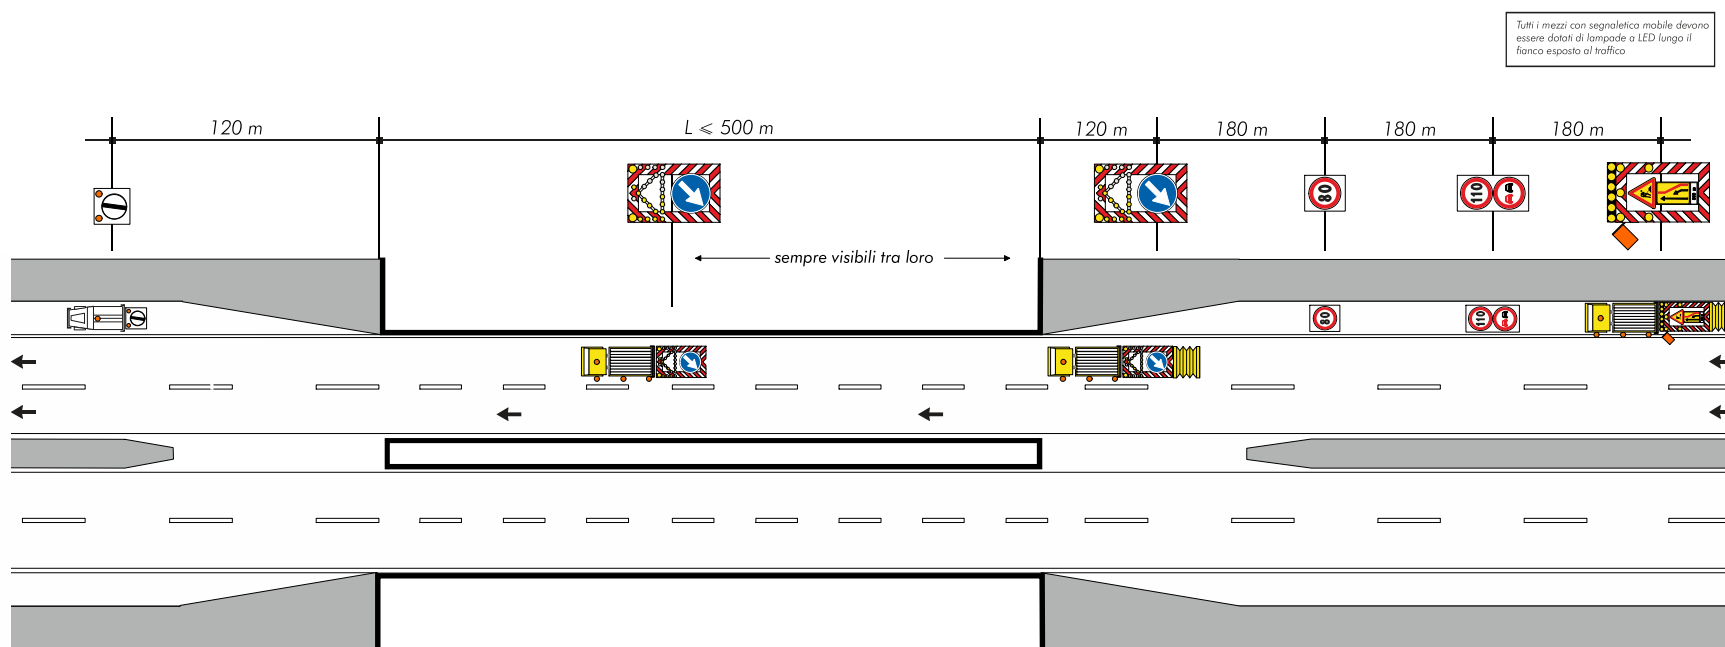 Tutti i mezzi con segnaletica mobile devono
essere dotati di lampade a LED lungo il
fianco esposto al traffico
120 m
L ⩽ 500 m
120 m
180 m
180 m
180 m
80
110
sempre visibili tra loro
80
110